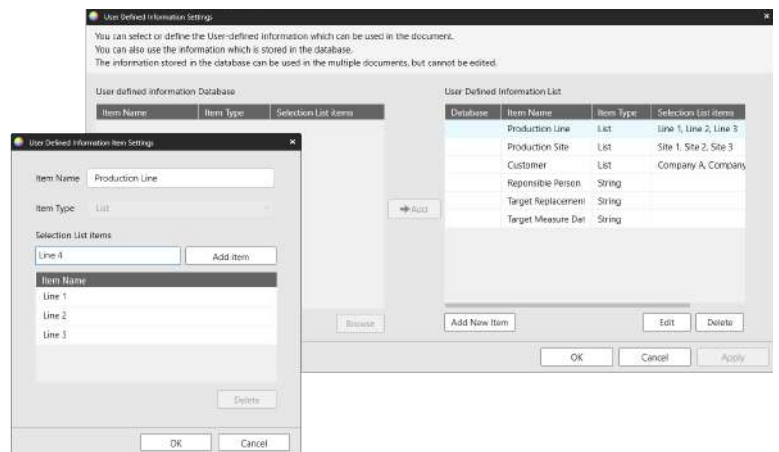 User Defined Information Settings
You can select or define the User-defined information which can be used in the document.
You can also use the information which is stored in the database.
The information stored in the database can be used in the multiple documents, but cannot be edited.
User defined information Database
Item Name Item Type Selection List items
Browse
Add
User Defined Information List
Database Item Name Item Type Selection List items
Production Line List Line 1, Line 2, Line 3
Production Site List Site 1, Site 2, Site 3
Customer List Company A, Company
Reponsible Person String
Target Replacement String
Target Measure Dat String
Add New Item Edit Delete
OK Cancel Apply
User Defined Information Item Settings
Item Name Production Line
Item Type List
Selection List items
Line 4 Add item
Item Name
Line 1
Line 2
Line 3
Delete
OK Cancel